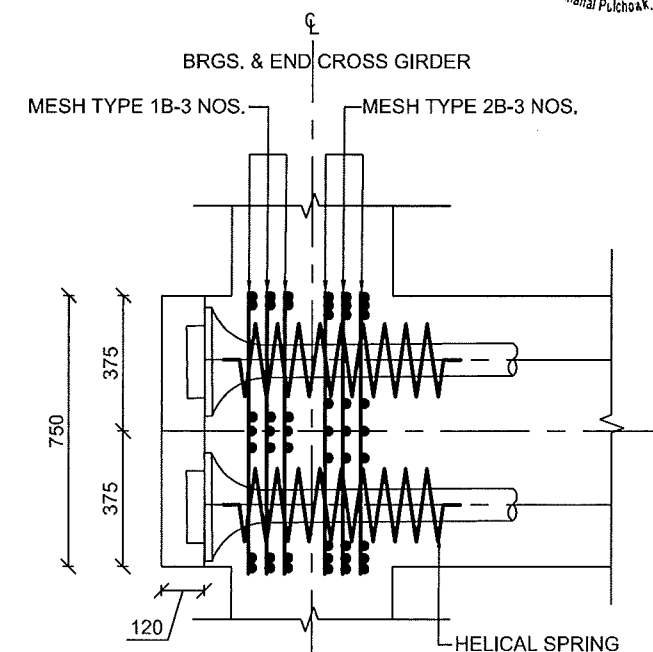 Pulchowk.
℄
BRGS. & END CROSS GIRDER
MESH TYPE 1B-3 NOS.
MESH TYPE 2B-3 NOS.
750
375
375
120
HELICAL SPRING